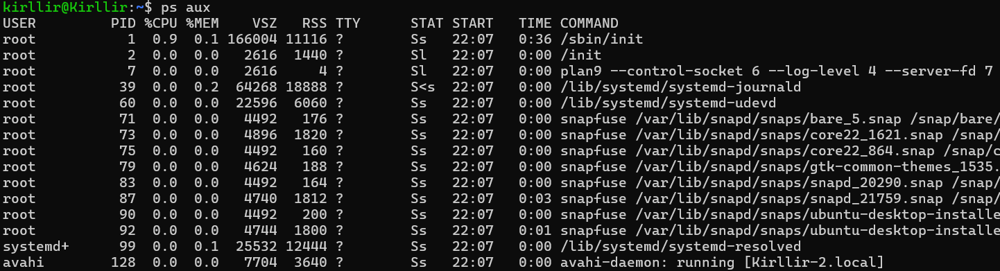 kirllir@Kirllir:~$ ps aux
USER         PID %CPU %MEM    VSZ   RSS TTY      STAT START   TIME COMMAND
root           1  0.9  0.1 166004 11116 ?        Ss   22:07   0:36 /sbin/init
root           2  0.0  0.0   2616  1440 ?        Sl   22:07   0:00 /init
root           7  0.0  0.0   2616     4 ?        Sl   22:07   0:00 plan9 --control-socket 6 --log-level 4 --server-fd 7
root          39  0.0  0.2  64268 18888 ?        S<s  22:07   0:00 /lib/systemd/systemd-journald
root          60  0.0  0.0  22596  6060 ?        Ss   22:07   0:00 /lib/systemd/systemd-udevd
root          71  0.0  0.0   4492   176 ?        Ss   22:07   0:00 snapfuse /var/lib/snapd/snaps/bare_5.snap /snap/bare/
root          73  0.0  0.0   4896  1820 ?        Ss   22:07   0:00 snapfuse /var/lib/snapd/snaps/core22_1621.snap /snap/
root          75  0.0  0.0   4492   160 ?        Ss   22:07   0:00 snapfuse /var/lib/snapd/snaps/core22_864.snap /snap/c
root          79  0.0  0.0   4624   188 ?        Ss   22:07   0:00 snapfuse /var/lib/snapd/snaps/gtk-common-themes_1535.
root          83  0.0  0.0   4492   164 ?        Ss   22:07   0:00 snapfuse /var/lib/snapd/snaps/snapd_20290.snap /snap/
root          87  0.0  0.0   4740  1812 ?        Ss   22:07   0:03 snapfuse /var/lib/snapd/snaps/snapd_21759.snap /snap/
root          90  0.0  0.0   4492   200 ?        Ss   22:07   0:00 snapfuse /var/lib/snapd/snaps/ubuntu-desktop-installe
root          92  0.0  0.0   4744  1800 ?        Ss   22:07   0:01 snapfuse /var/lib/snapd/snaps/ubuntu-desktop-installe
systemd+      99  0.0  0.1  25532 12444 ?        Ss   22:07   0:00 /lib/systemd/systemd-resolved
avahi        128  0.0  0.0   7704  3640 ?        Ss   22:07   0:00 avahi-daemon: running [Kirllir-2.local]